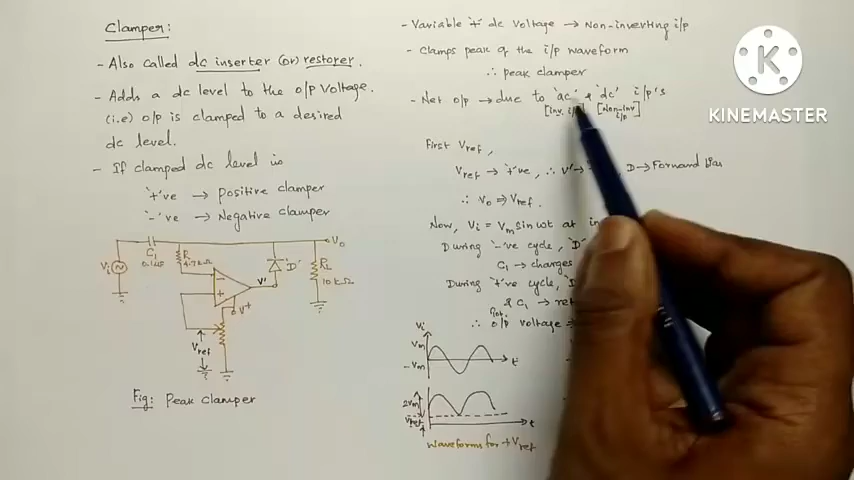 Clamper:
- Also called dc inserter (or) restorer.
- Adds a dc level to the o/p Voltage.
(i.e) o/p is clamped to a desired
dc level.
- If clamped dc level is
'+'ve → positive clamper
'-'ve → Negative clamper
Vi
C1
0.1μF
R
4.7kΩ
-
+
V'
'D'
RL
10kΩ
Vo
V+
Vref
Fig: Peak clamper
- Variable '+' dc Voltage → Non-inverting i/p
- Clamps peak of the i/p waveform
∴ peak clamper
- Net o/p → due to 'ac' & 'dc' i/p's
[inv. [Non-inv
i/p]
First Vref,
Vref → '+'ve, ∴ V' → D → Forward bias
∴ vo ⇒ Vref.
Now, Vi = Vm sin wt at
During '-'ve cycle, 'D'
C1 → charges
During '+'ve cycle,
& C1 →
∴ o/p voltage
Vi
Vm
-Vm
t
2Vm
Vref
t
Waveforms for +Vref
KINEMASTER